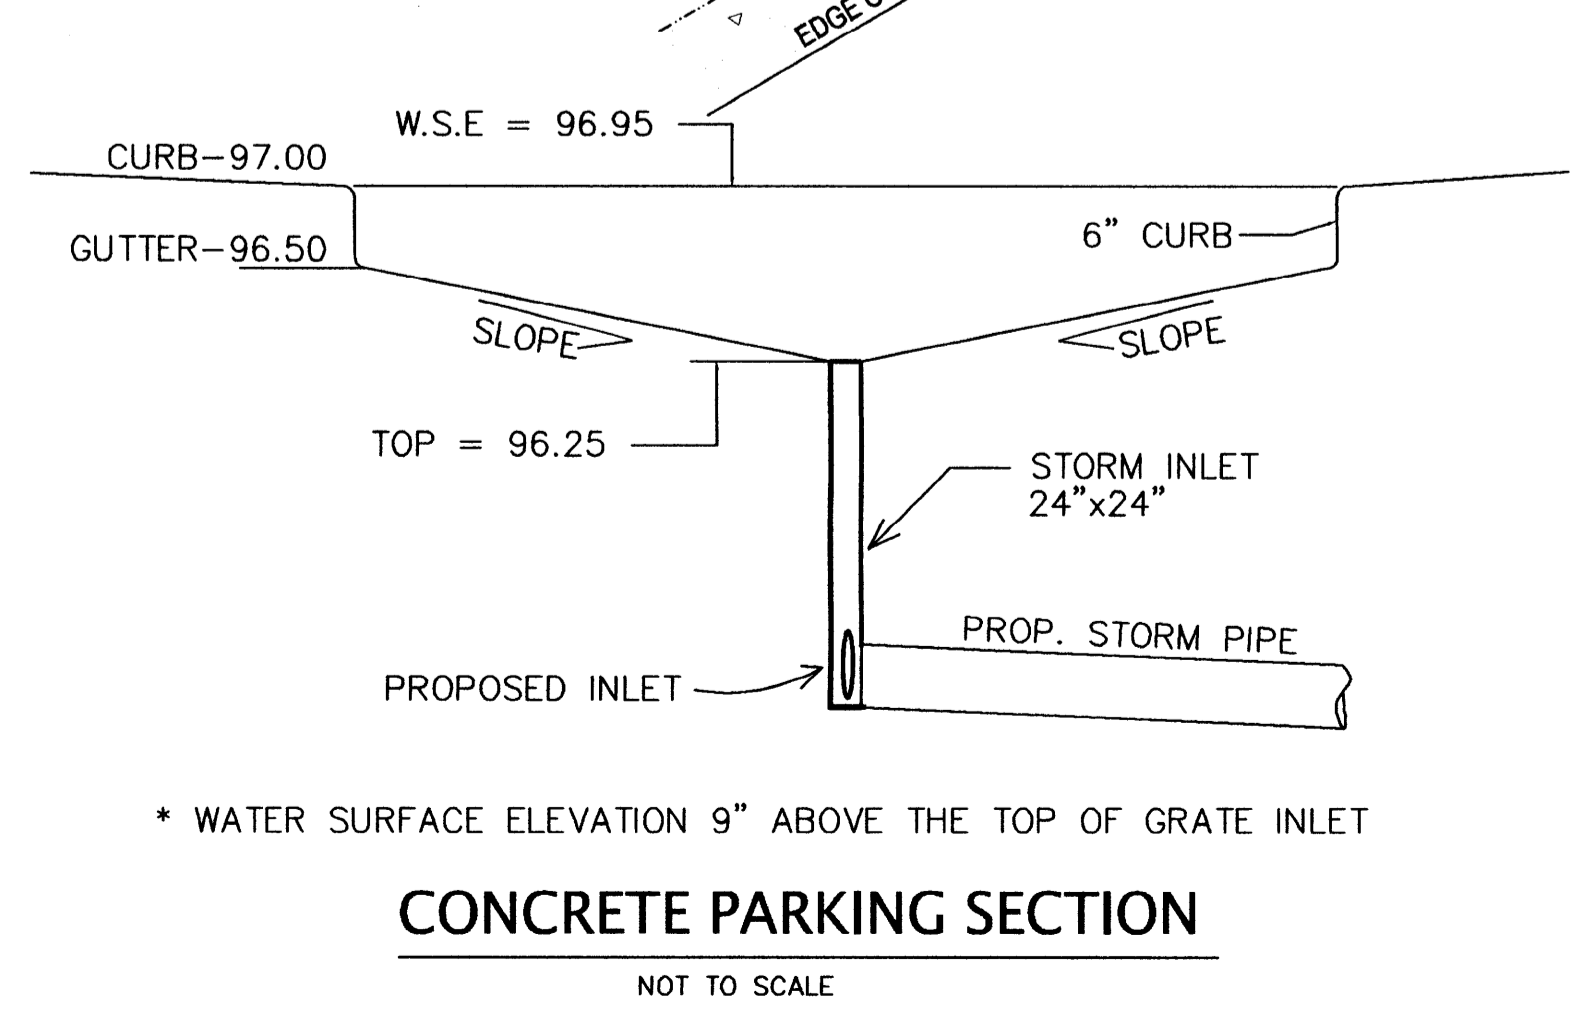 EDGE
W.S.E = 96.95
CURB-97.00
6" CURB
GUTTER-96.50
SLOPE
SLOPE
TOP = 96.25
STORM INLET
24"x24"
PROP. STORM PIPE
PROPOSED INLET
* WATER SURFACE ELEVATION 9" ABOVE THE TOP OF GRATE INLET
CONCRETE PARKING SECTION
NOT TO SCALE